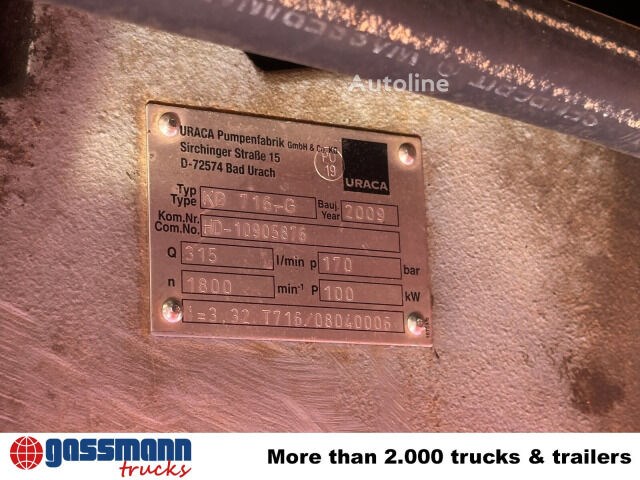 Autoline
URACA Pumpenfabrik GmbH & Co. KG
Sirchinger Straße 15
D-72574 Bad Urach
PU
19
URACA
Typ
Type KD 716-G Bauj.
Year 2009
Kom.Nr.
Com.No. HD-10905816
Q 315 l/min p 170 bar
n 1800 min⁻¹ P 100 kW
i=3.32 T716/08040006
gassmann
trucks
More than 2.000 trucks & trailers